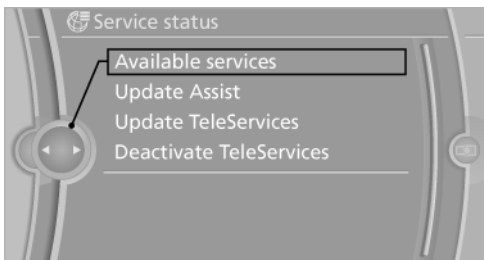 Service status
Available services
Update Assist
Update TeleServices
Deactivate TeleServices